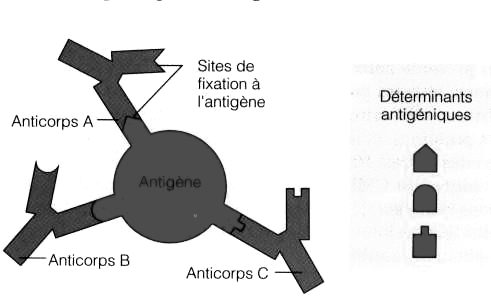 Sites de
fixation à
l'antigène
Anticorps A
Antigène
Anticorps B
Anticorps C
Déterminants
antigéniques